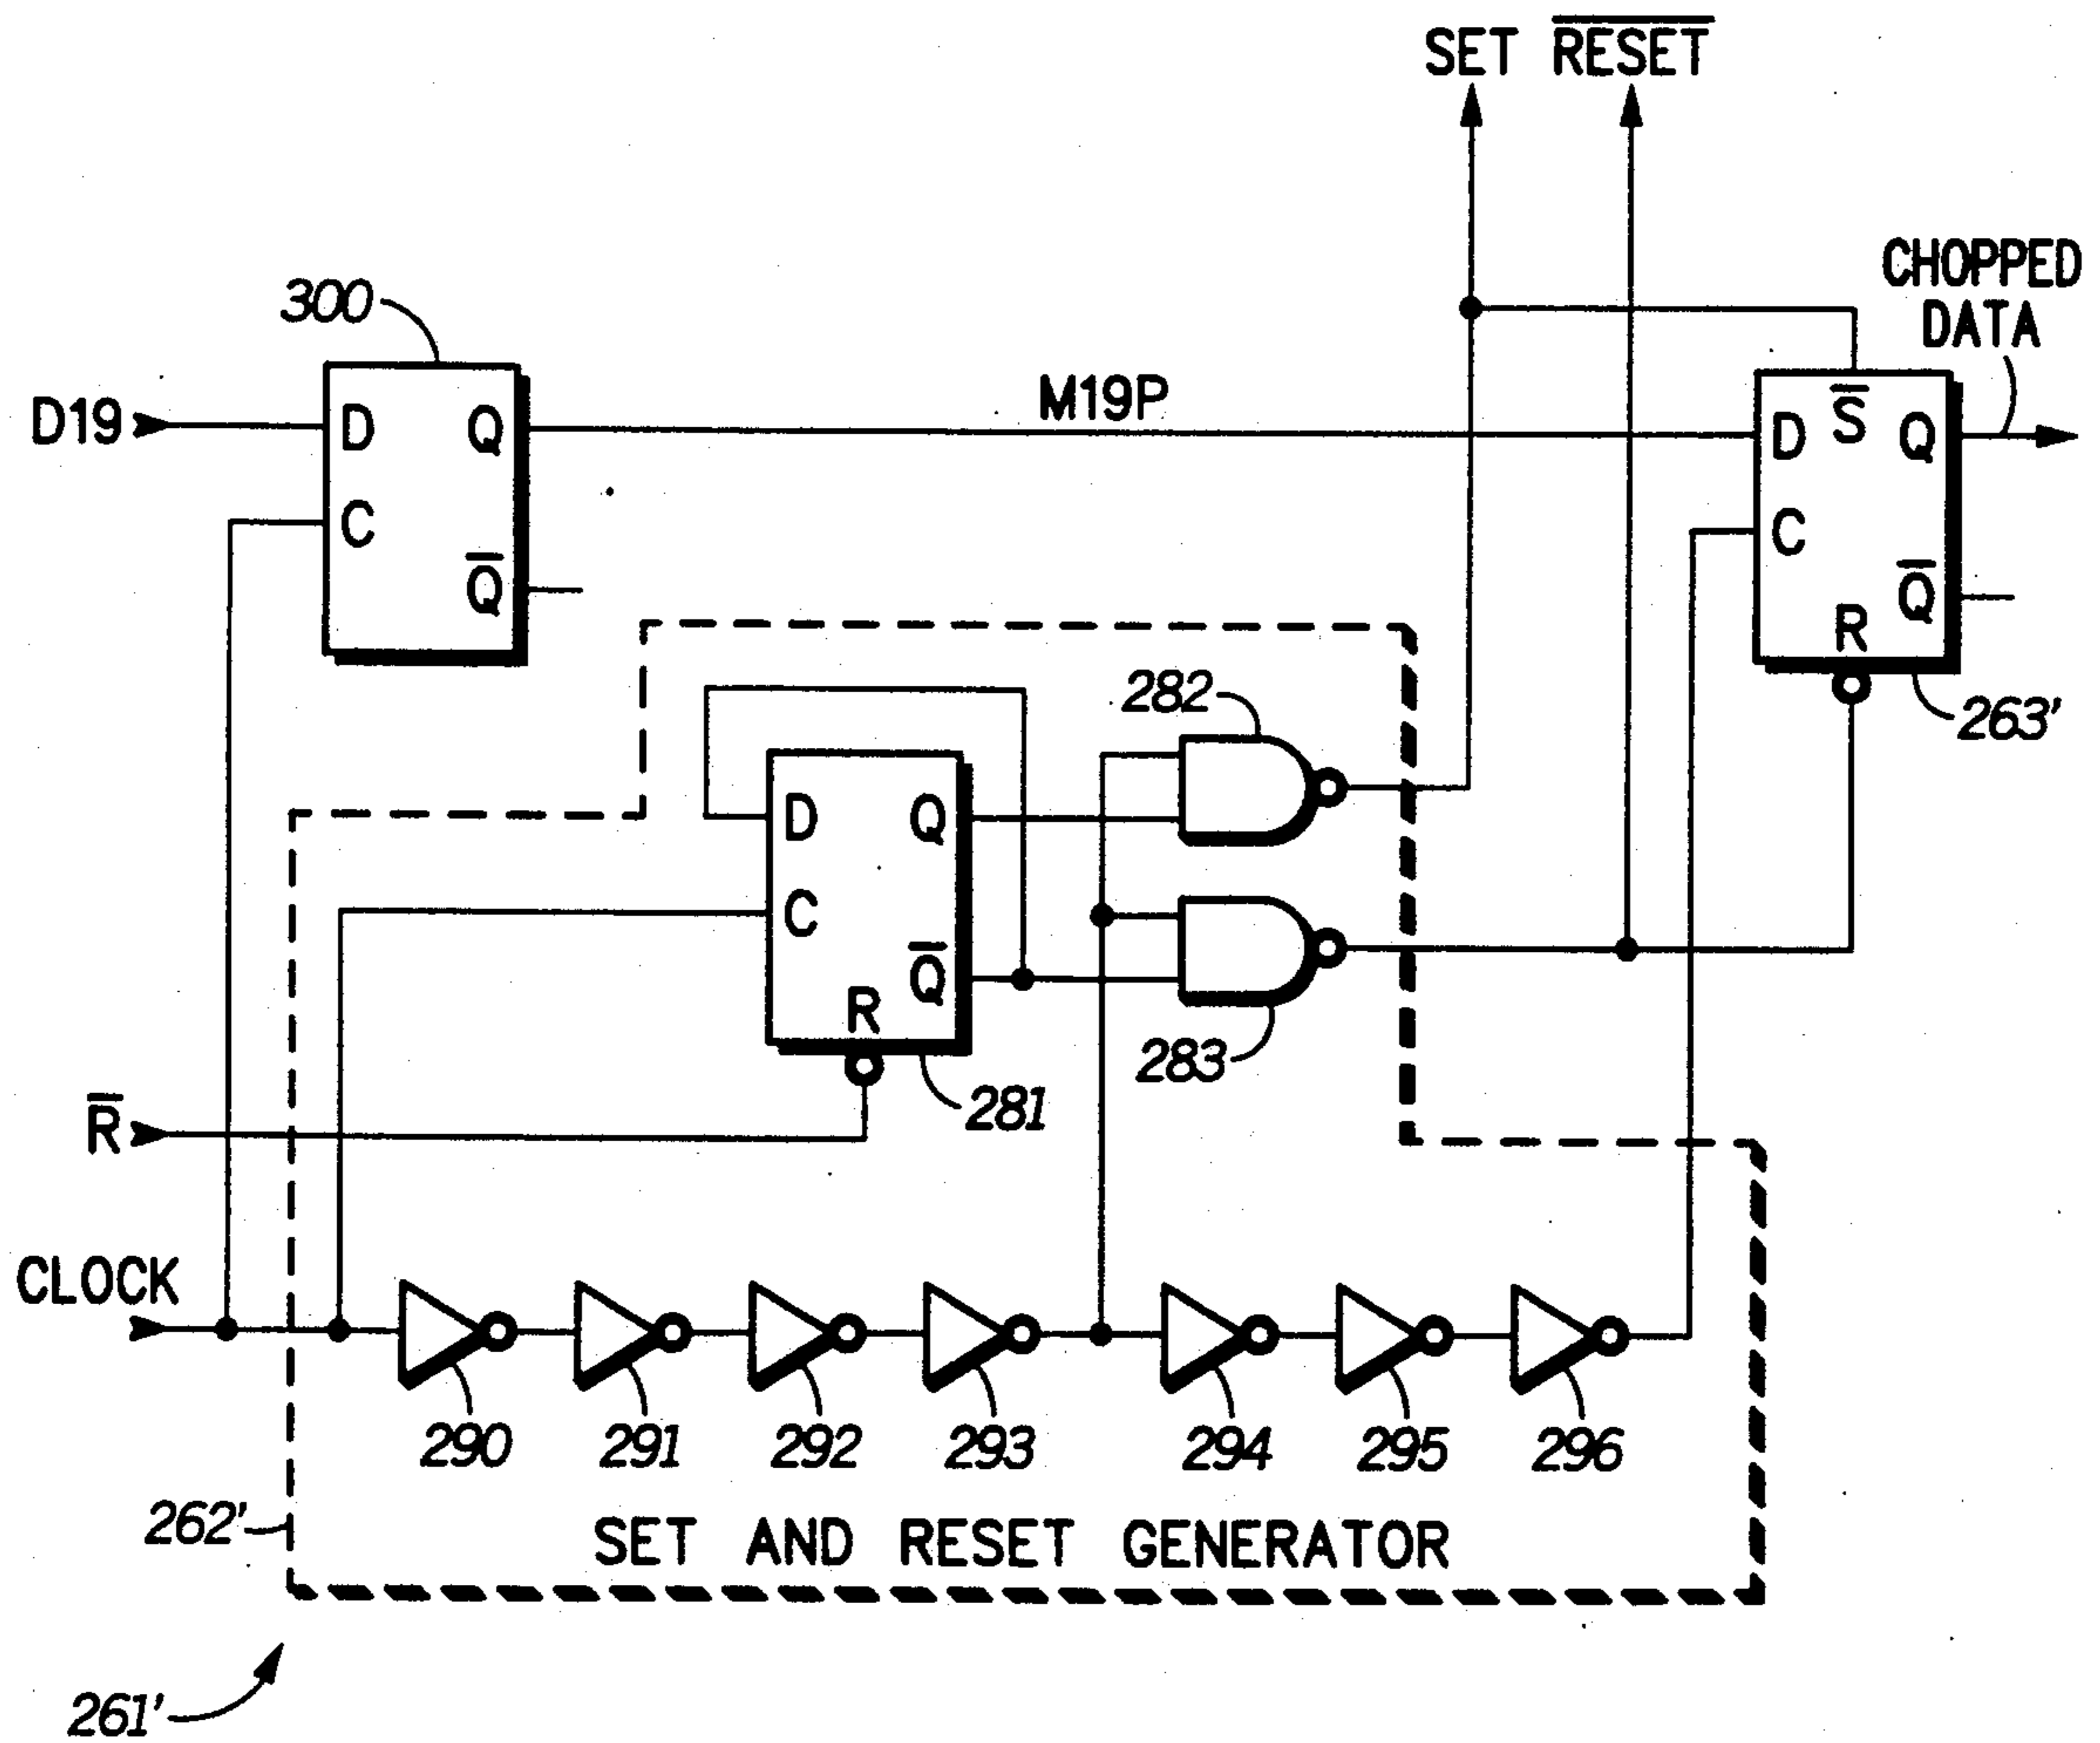 SET R̅E̅S̅E̅T̅
CHOPPED
DATA
300
D19
D Q
C
Q̅
M19P
D S̅ Q
C
Q̅
R
263'
282
D Q
C
Q̅
R
281
283
R̅
CLOCK
290 291 292 293 294 295 296
262'
SET AND RESET GENERATOR
261'